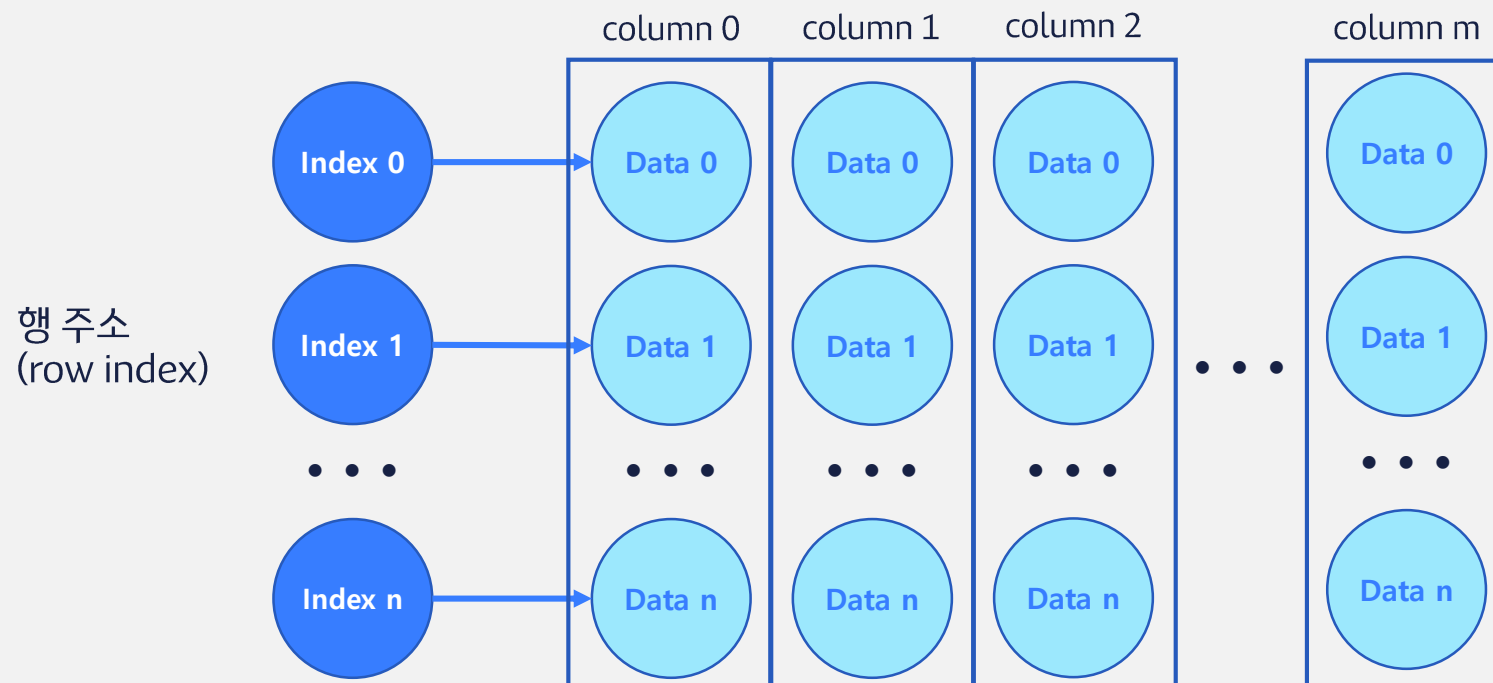 column 0 column 1 column 2 column m
Index 0 Data 0 Data 0 Data 0 Data 0
행 주소
(row index)
Index 1 Data 1 Data 1 Data 1 Data 1
• • •
• • • • • • • • • • • • • • •
Index n Data n Data n Data n Data n